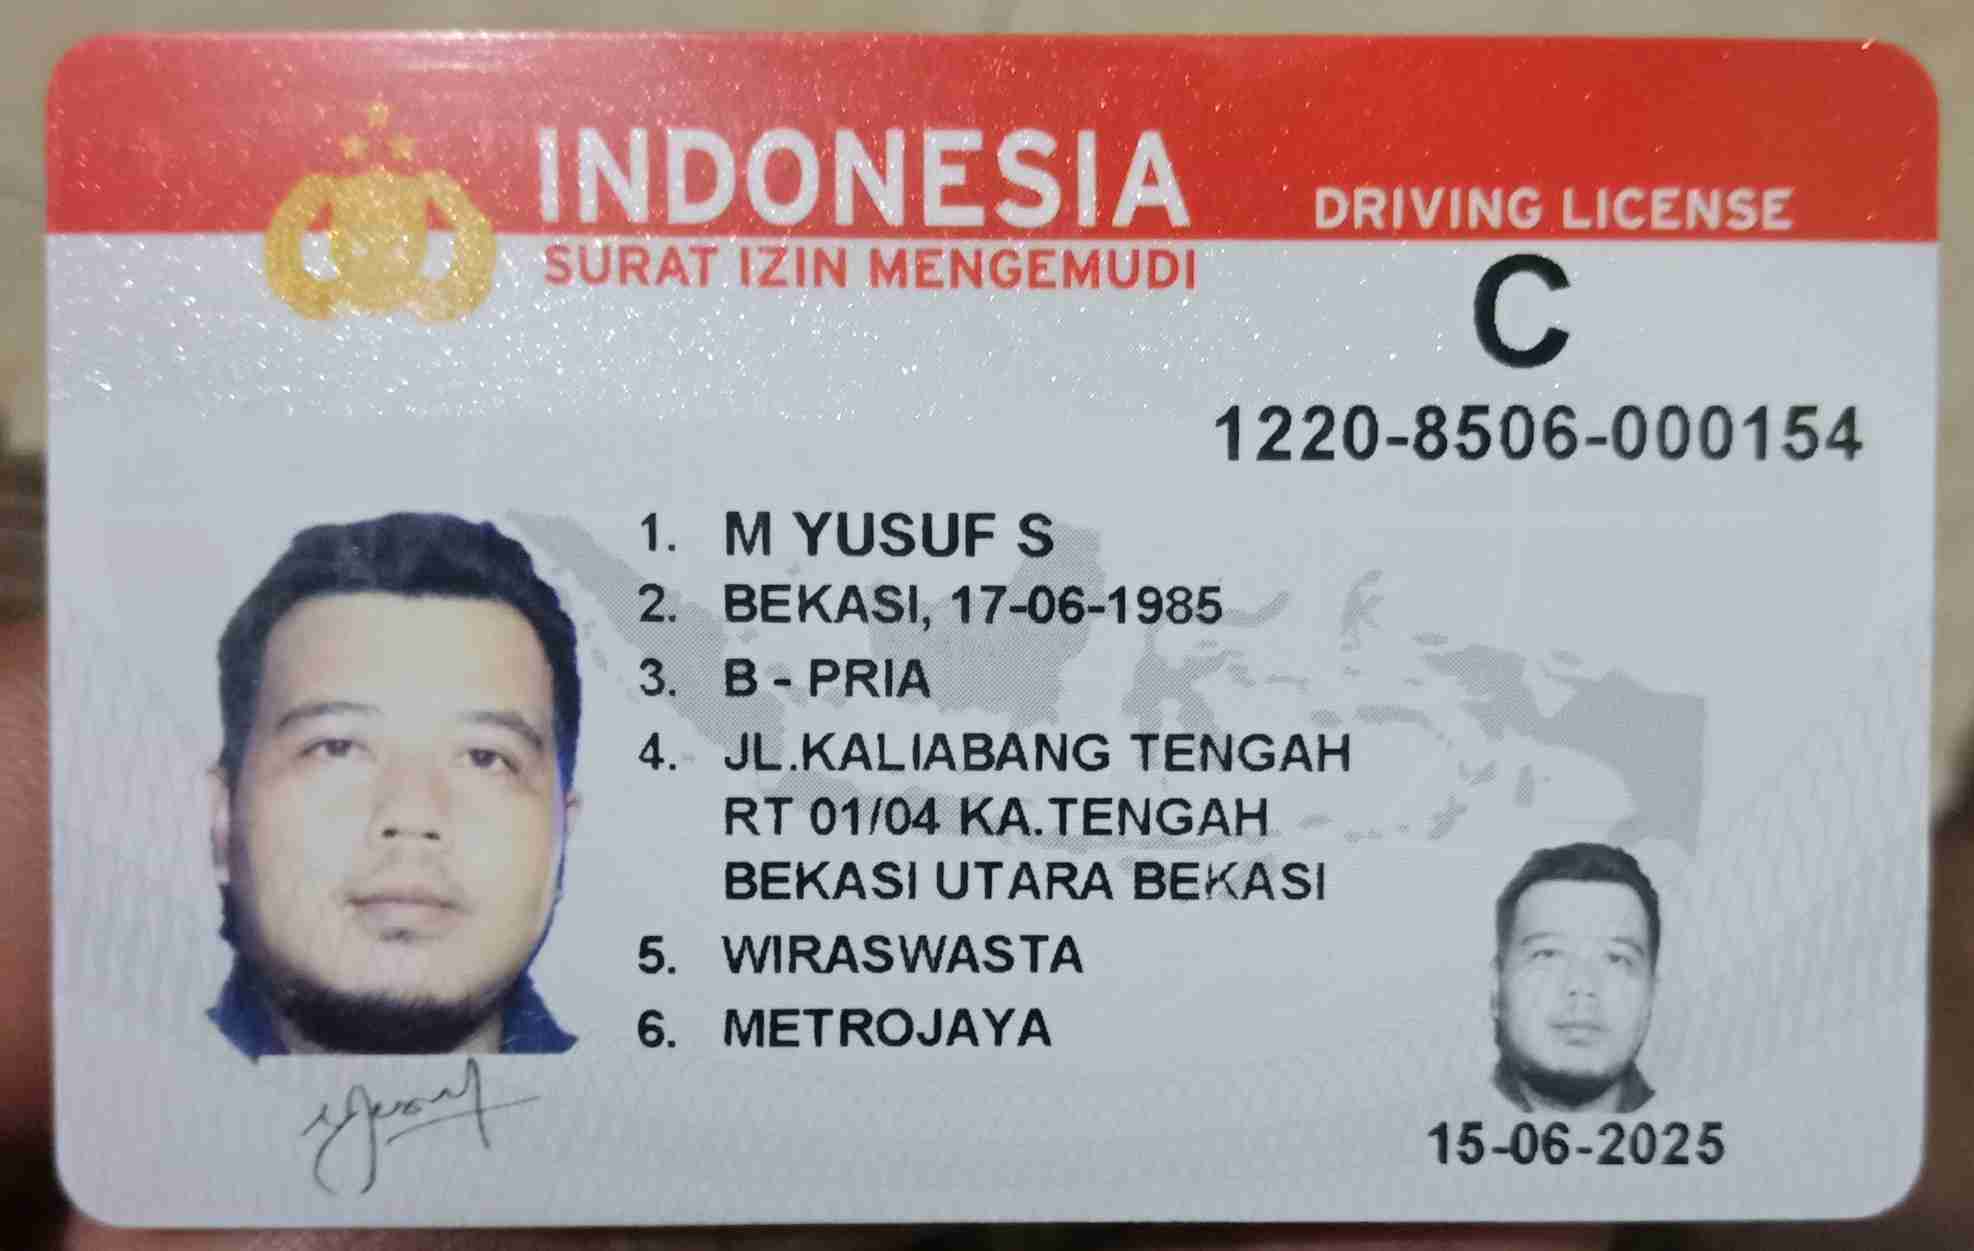 INDONESIA
DRIVING LICENSE
SURAT IZIN MENGEMUDI
C
1220-8506-000154
1. M YUSUF S
2. BEKASI, 17-06-1985
3. B - PRIA
4. JL.KALIABANG TENGAH
RT 01/04 KA.TENGAH
BEKASI UTARA BEKASI
5. WIRASWASTA
6. METROJAYA
15-06-2025